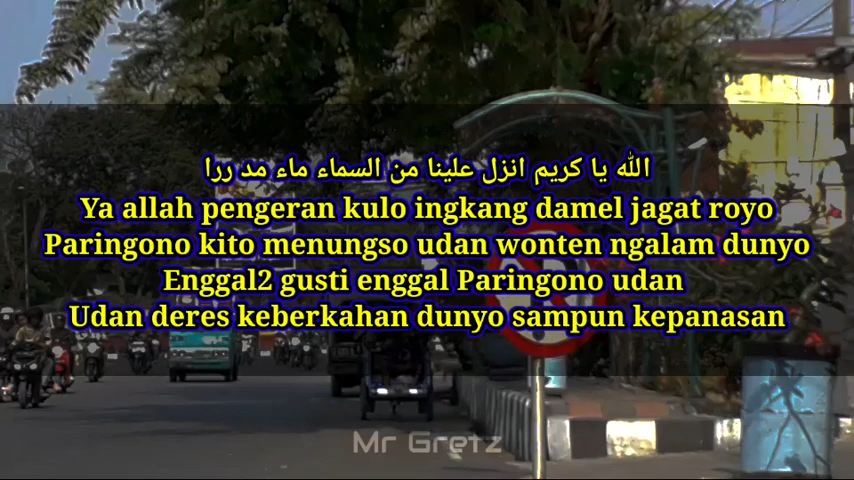 الله يا كريم انزل علينا من السماء ماء مد ررا
Ya allah pengeran kulo ingkang damel jagat royo
Paringono kito menungso udan wonten ngalam dunyo
Enggal2 gusti enggal Paringono udan
Udan deres keberkahan dunyo sampun kepanasan
Mr Gretz